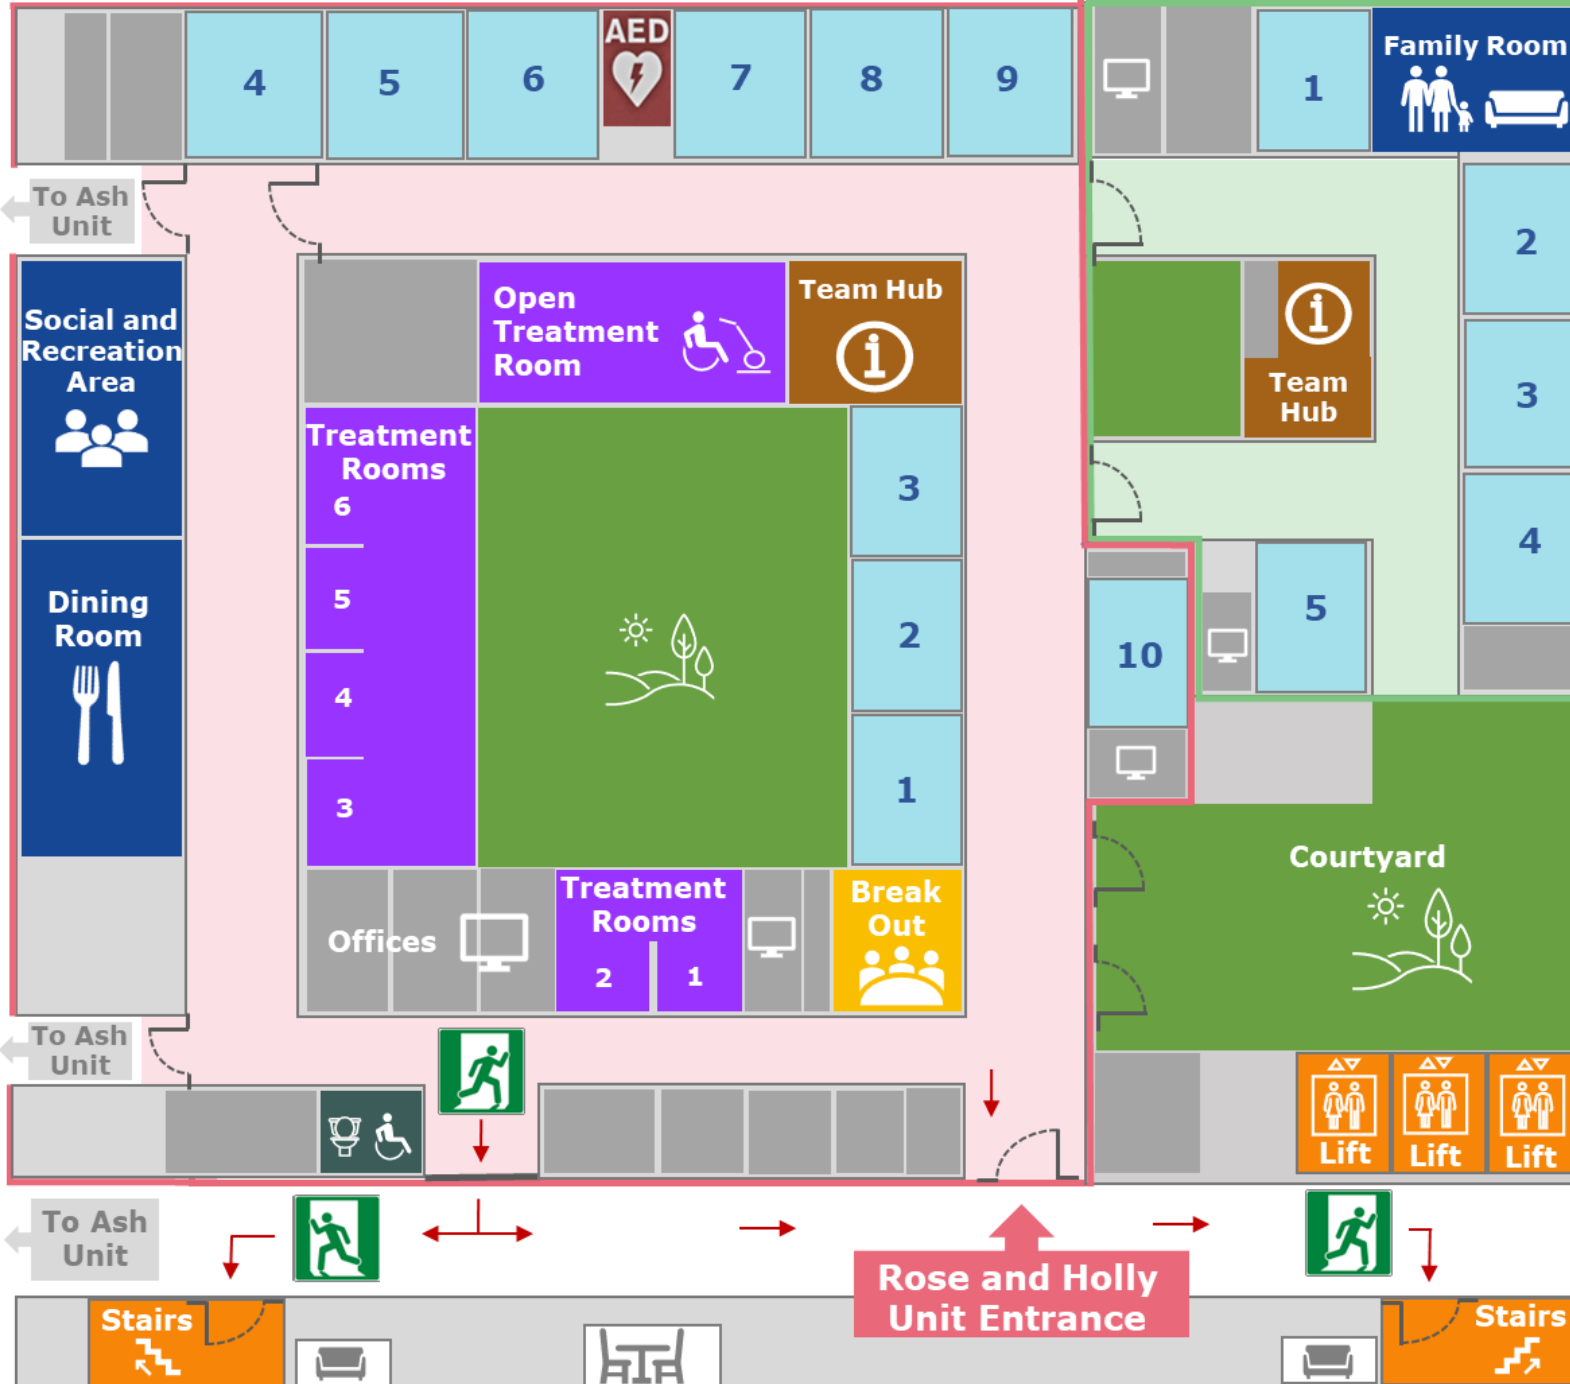 4
5
6
AED
7
8
9
1
Family Room
To Ash
Unit
2
Social and
Recreation
Area
Open
Treatment
Room
Team Hub
Team
Hub
3
Treatment
Rooms
6
5
4
3
3
2
1
4
Dining
Room
10
5
Courtyard
Offices
Treatment
Rooms
2
1
Break
Out
To Ash
Unit
Lift
Lift
Lift
To Ash
Unit
Rose and Holly
Unit Entrance
Stairs
Stairs